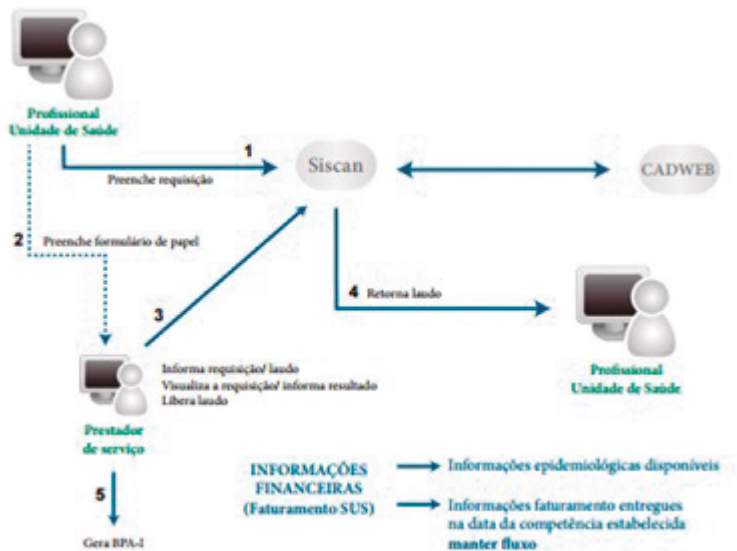 Profissional
Unidade de Saúde
1
Preenche requisição
Siscan
CADWEB
2
Preenche formulário de papel
3
4
Retorna laudo
Informa requisição/ laudo
Visualiza a requisição/ informa resultado
Libera laudo
Profissional
Unidade de Saúde
Prestador
de serviço
5
Gera BPA-I
INFORMAÇÕES
FINANCEIRAS
(Faturamento SUS)
Informações epidemiológicas disponíveis
Informações faturamento entregues
na data da competência estabelecida
manter fluxo